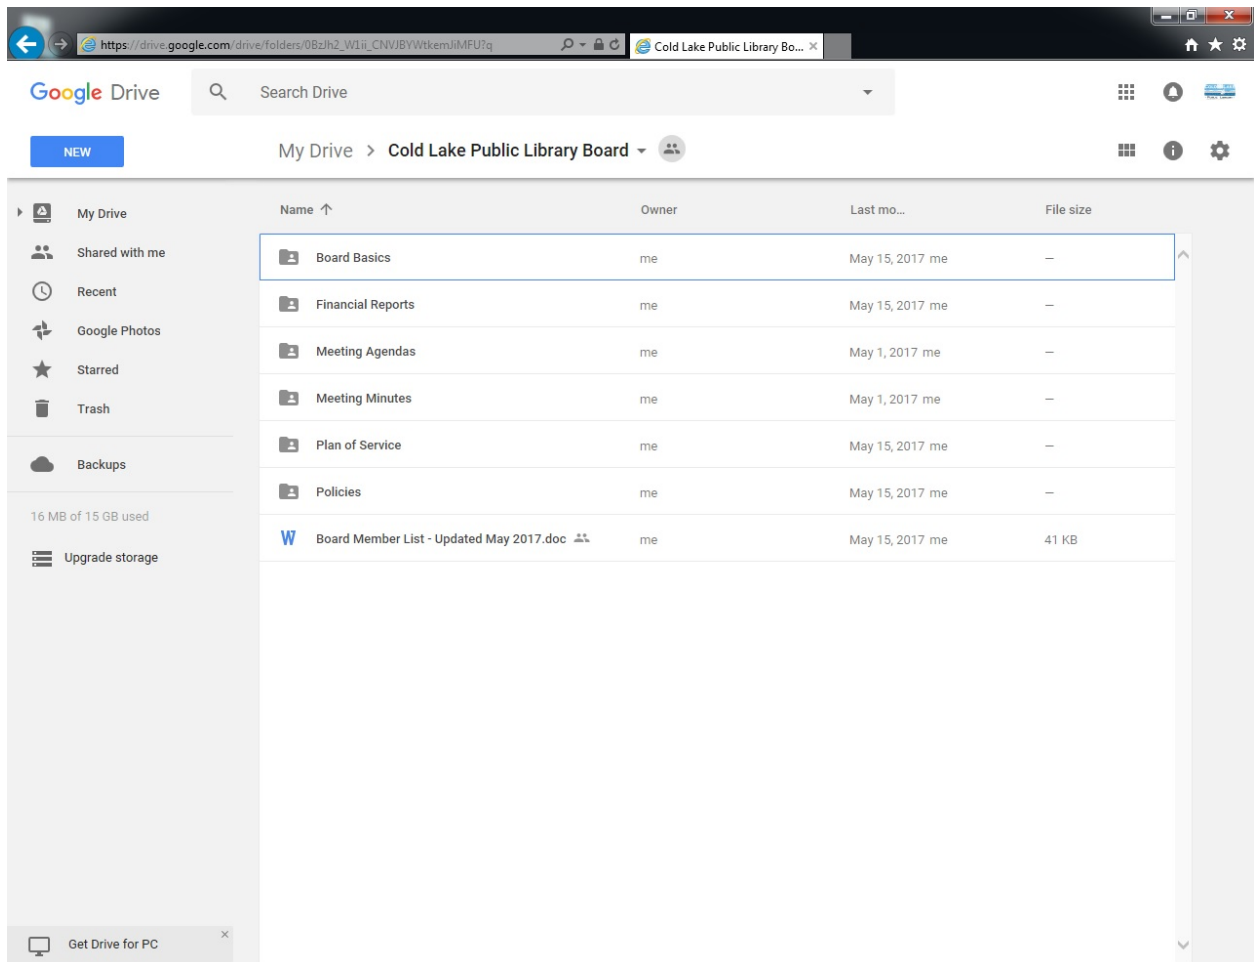 https://drive.google.com/drive/folders/0BzJh2_W1ii_CNVJBYWtkemJiMFU?q
Cold Lake Public Library Bo...
Google Drive
Search Drive
NEW
My Drive > Cold Lake Public Library Board
My Drive
Shared with me
Recent
Google Photos
Starred
Trash
Backups
16 MB of 15 GB used
Upgrade storage
Name Owner Last mo... File size
Board Basics me May 15, 2017 me –
Financial Reports me May 15, 2017 me –
Meeting Agendas me May 1, 2017 me –
Meeting Minutes me May 1, 2017 me –
Plan of Service me May 15, 2017 me –
Policies me May 15, 2017 me –
W Board Member List - Updated May 2017.doc me May 15, 2017 me 41 KB
Get Drive for PC